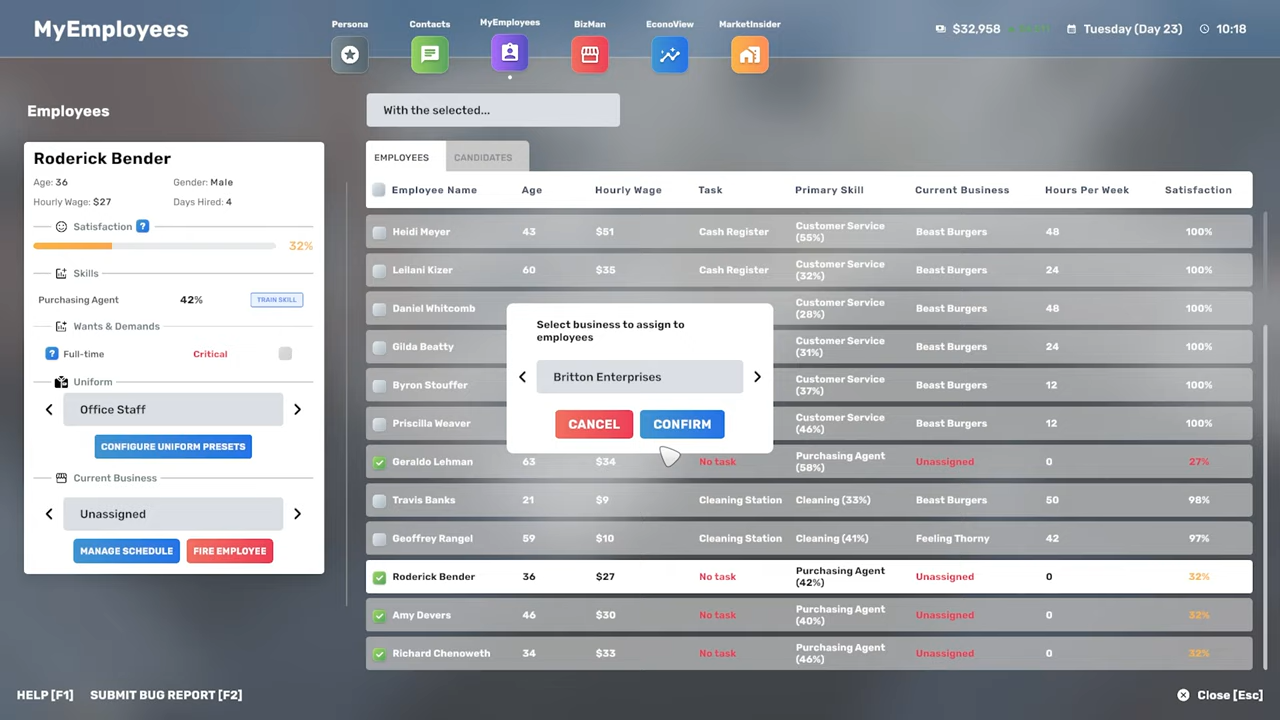 MyEmployees
Persona
Contacts
MyEmployees
BizMan
EconoView
MarketInsider
$32,958
Tuesday (Day 23)
10:18
Employees
Roderick Bender
Age: 36
Gender: Male
Hourly Wage: $27
Days Hired: 4
Satisfaction ?
32%
Skills
Purchasing Agent
42%
TRAIN SKILL
Wants & Demands
? Full-time
Critical
Uniform
Office Staff
CONFIGURE UNIFORM PRESETS
Current Business
Unassigned
MANAGE SCHEDULE
FIRE EMPLOYEE
With the selected...
EMPLOYEES
CANDIDATES
Employee Name Age Hourly Wage Task Primary Skill Current Business Hours Per Week Satisfaction
Heidi Meyer 43 $51 Cash Register Customer Service (55%) Beast Burgers 48 100%
Leilani Kizer 60 $35 Cash Register Customer Service (32%) Beast Burgers 24 100%
Daniel Whitcomb Customer Service (28%) Beast Burgers 48 100%
Gilda Beatty Customer Service (31%) Beast Burgers 24 100%
Byron Stouffer Customer Service (37%) Beast Burgers 12 100%
Priscilla Weaver Customer Service (46%) Beast Burgers 12 100%
Geraldo Lehman 63 $34 No task Purchasing Agent (58%) Unassigned 0 27%
Travis Banks 21 $9 Cleaning Station Cleaning (33%) Beast Burgers 50 98%
Geoffrey Rangel 59 $10 Cleaning Station Cleaning (41%) Feeling Thorny 42 97%
Roderick Bender 36 $27 No task Purchasing Agent (42%) Unassigned 0 32%
Amy Devers 46 $30 No task Purchasing Agent (40%) Unassigned 0 32%
Richard Chenoweth 34 $33 No task Purchasing Agent (46%) Unassigned 0 32%
Select business to assign to
employees
Britton Enterprises
CANCEL
CONFIRM
HELP [F1]
SUBMIT BUG REPORT [F2]
Close [Esc]